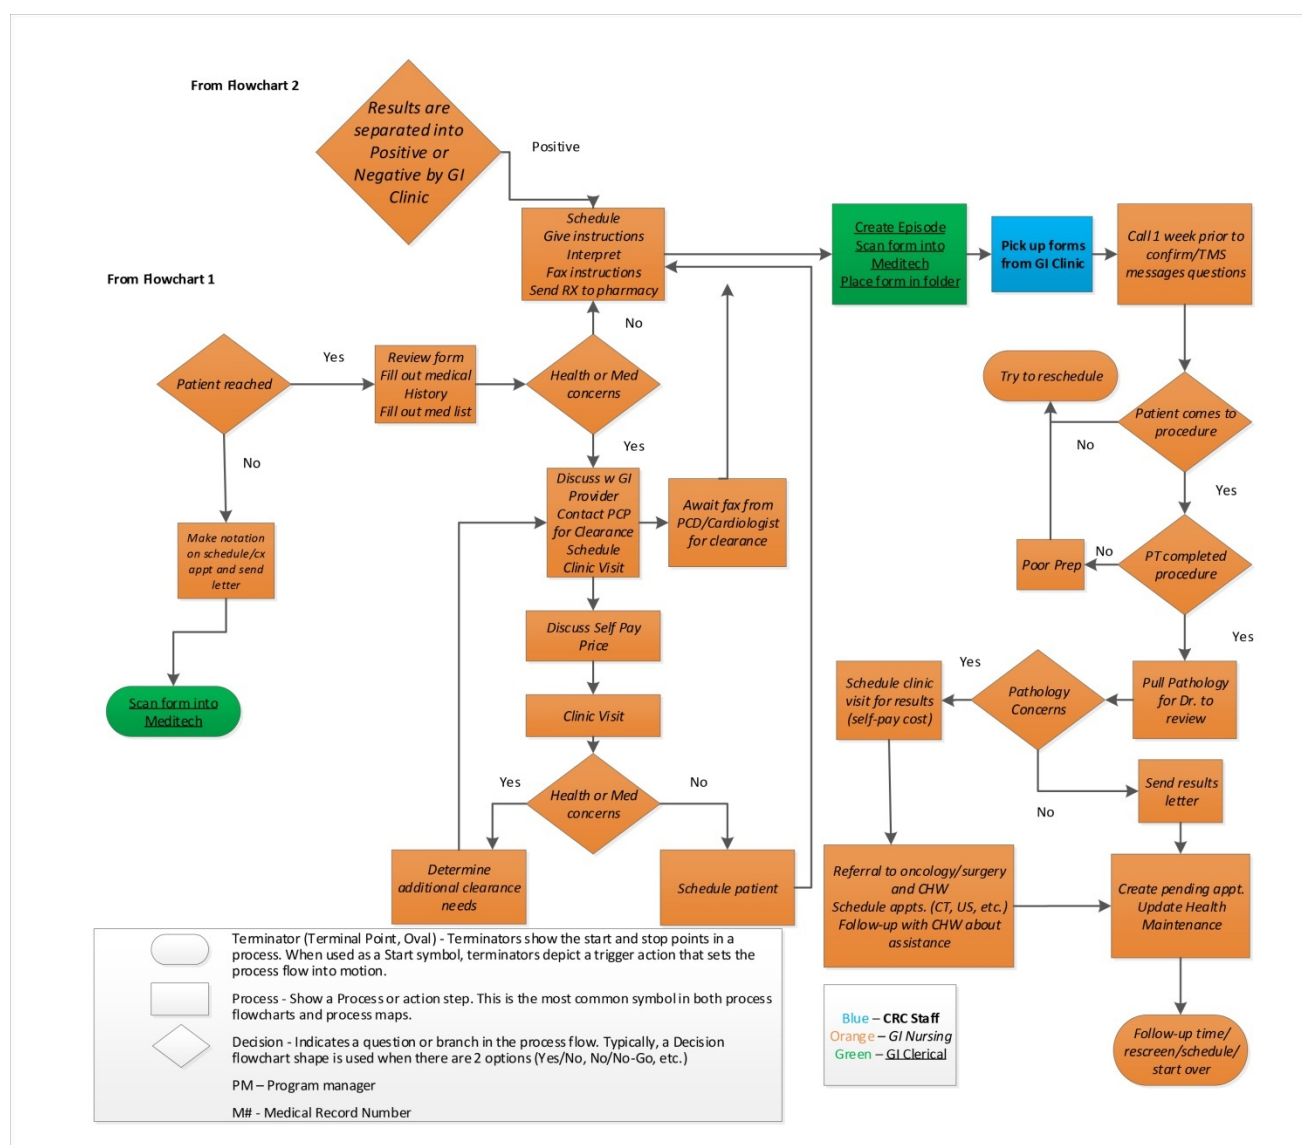 From Flowchart 2
Results are
separated into
Positive or
Negative by GI
Clinic
Positive
Schedule
Give instructions
Interpret
Fax instructions
Send RX to pharmacy
Create Episode
Scan form into
Meditech
Place form in folder
Pick up forms
from GI Clinic
Call 1 week prior to
confirm/TMS
messages questions
From Flowchart 1
Patient reached
Yes
Review form
Fill out medical
History
Fill out med list
Health or Med
concerns
No
Yes
No
Make notation
on schedule/cx
appt and send
letter
Scan form into
Meditech
Discuss w GI
Provider
Contact PCP
for Clearance
Schedule
Clinic Visit
Await fax from
PCD/Cardiologist
for clearance
Discuss Self Pay
Price
Clinic Visit
Health or Med
concerns
Yes
No
Determine
additional clearance
needs
Schedule patient
Try to reschedule
Patient comes to
procedure
No
Yes
PT completed
procedure
No
Poor Prep
Yes
Pull Pathology
for Dr. to
review
Pathology
Concerns
Yes
Schedule clinic
visit for results
(self-pay cost)
No
Send results
letter
Referral to oncology/surgery
and CHW
Schedule appts. (CT, US, etc.)
Follow-up with CHW about
assistance
Create pending appt.
Update Health
Maintenance
Follow-up time/
rescreen/schedule/
start over
Terminator (Terminal Point, Oval) - Terminators show the start and stop points in a
process. When used as a Start symbol, terminators depict a trigger action that sets the
process flow into motion.
Process - Show a Process or action step. This is the most common symbol in both process
flowcharts and process maps.
Decision - Indicates a question or branch in the process flow. Typically, a Decision
flowchart shape is used when there are 2 options (Yes/No, No/No-Go, etc.)
PM – Program manager
M# - Medical Record Number
Blue – CRC Staff
Orange – GI Nursing
Green – GI Clerical